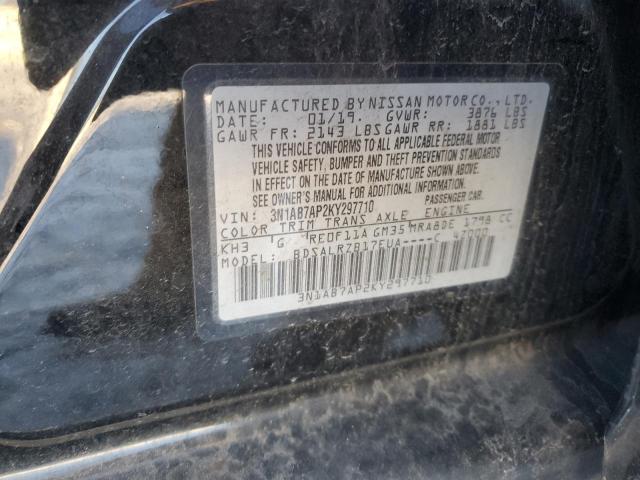 MANUFACTURED BY NISSAN MOTOR CO., LTD.
DATE: 01/19. GVWR: 3876 LBS
GAWR FR: 2143 LBS GAWR RR: 1881 LBS
THIS VEHICLE CONFORMS TO ALL APPLICABLE FEDERAL MOTOR
VEHICLE SAFETY, BUMPER AND THEFT PREVENTION STANDARDS
IN EFFECT ON THE DATE OF MANUFACTURE SHOWN ABOVE.
SEE OWNER'S MANUAL FOR ADDITIONAL INFORMATION.
VIN: 3N1AB7AP2KY297710 PASSENGER CAR.
COLOR TRIM TRANS AXLE ENGINE
KH3 G RE0F11A GM35 MRA8DE 1798 CC
BDSALRZB17EUA----C 47000
3N1AB7AP2KY297710